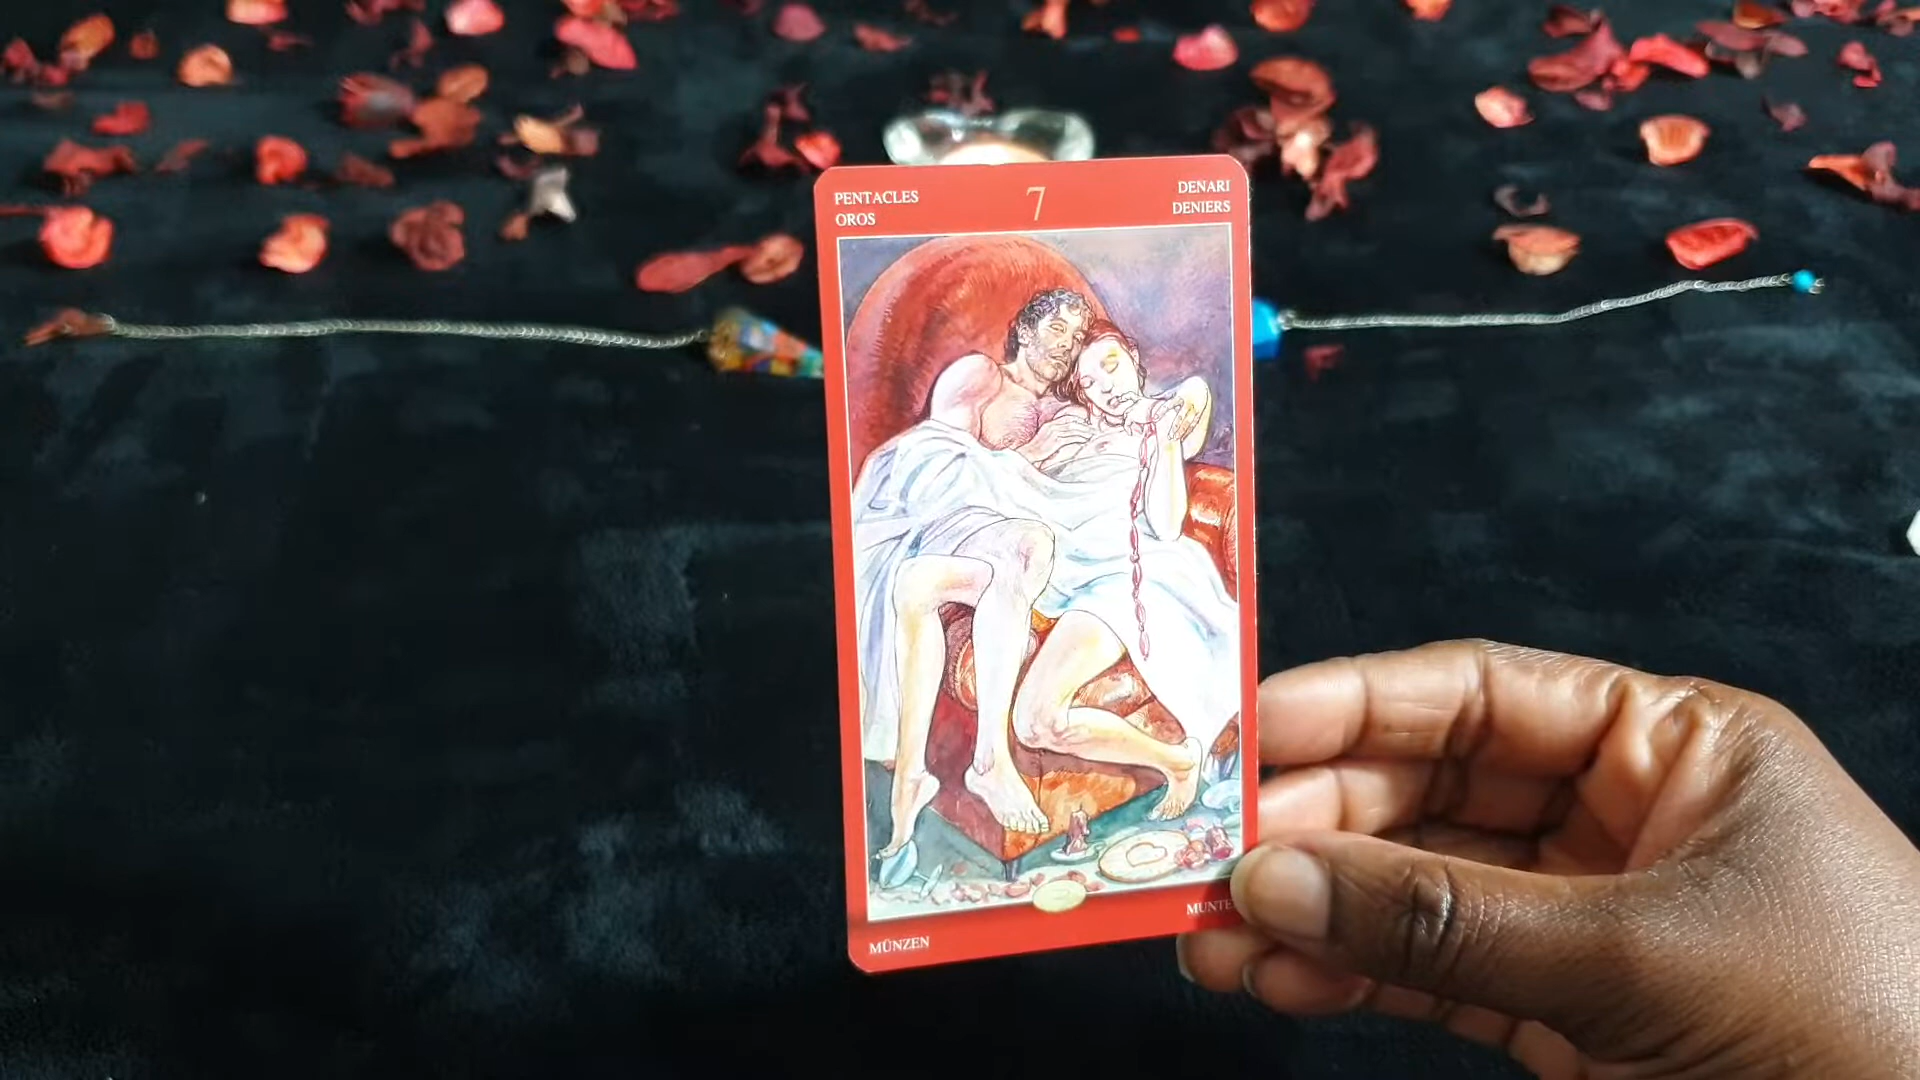 PENTACLES
OROS
7
DENARI
DENIERS
MÜNZEN